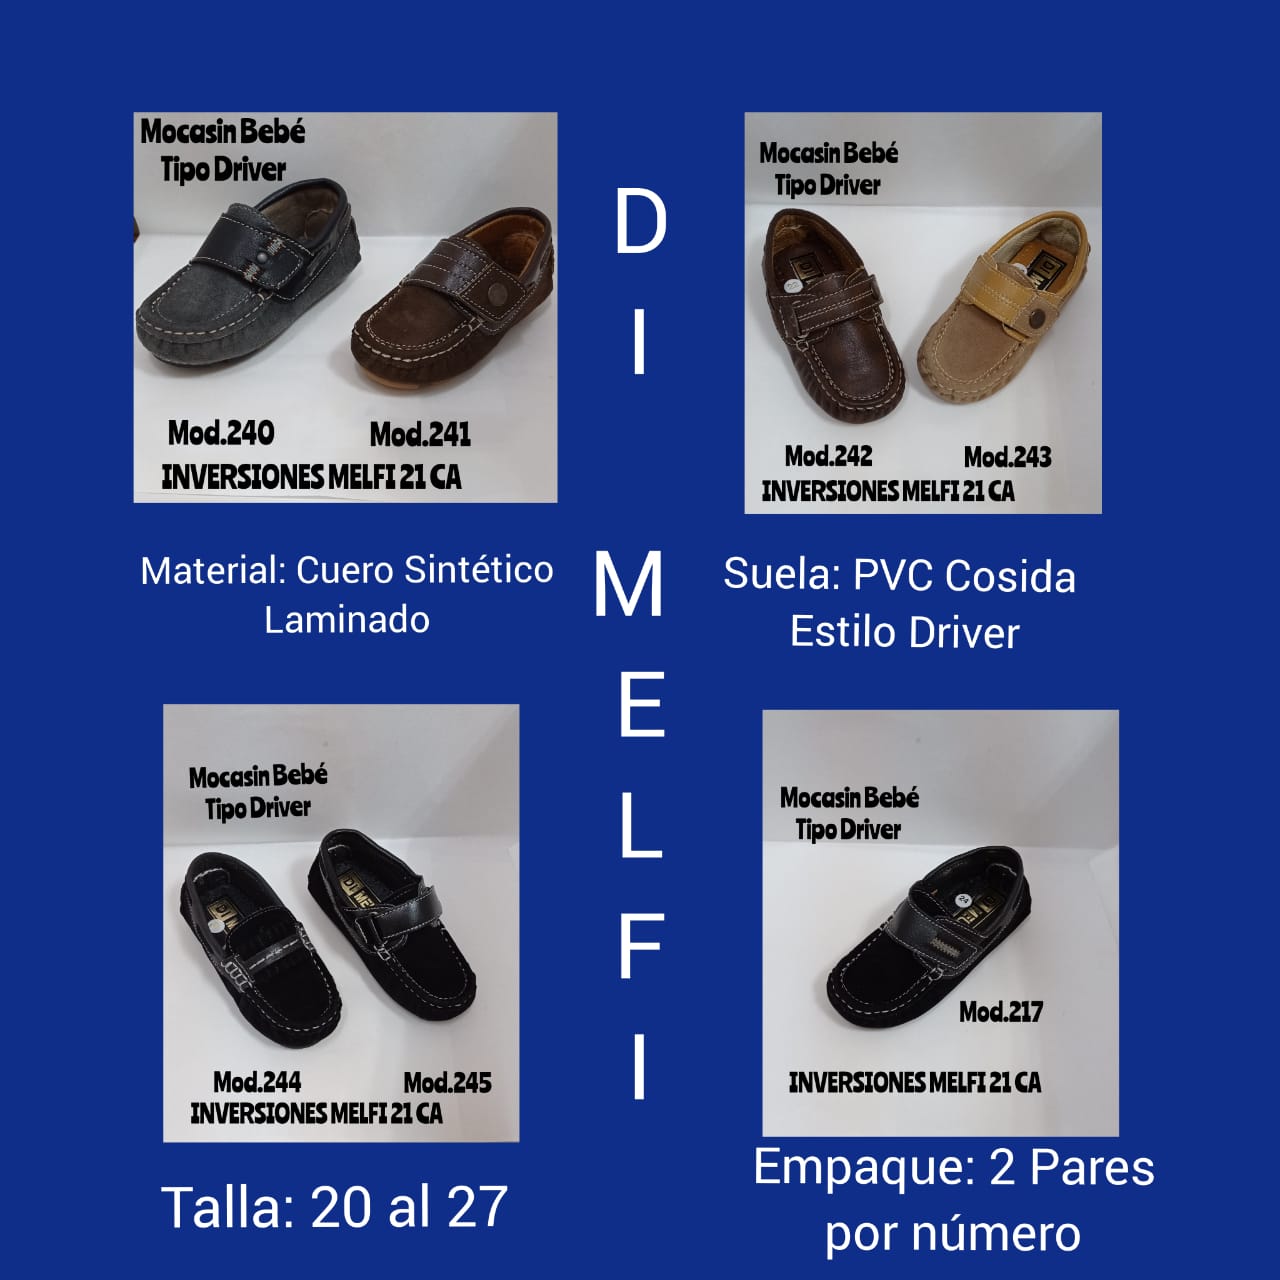 Mocasin Bebé
Tipo Driver
Mod.240
Mod.241
INVERSIONES MELFI 21 CA
D
I
M
E
L
F
I
Mocasin Bebé
Tipo Driver
Mod.242
Mod.243
INVERSIONES MELFI 21 CA
Material: Cuero Sintético
Laminado
Suela: PVC Cosida
Estilo Driver
Mocasin Bebé
Tipo Driver
Mod.244
Mod.245
INVERSIONES MELFI 21 CA
Mocasin Bebé
Tipo Driver
24
Mod.217
INVERSIONES MELFI 21 CA
Talla: 20 al 27
Empaque: 2 Pares
por número